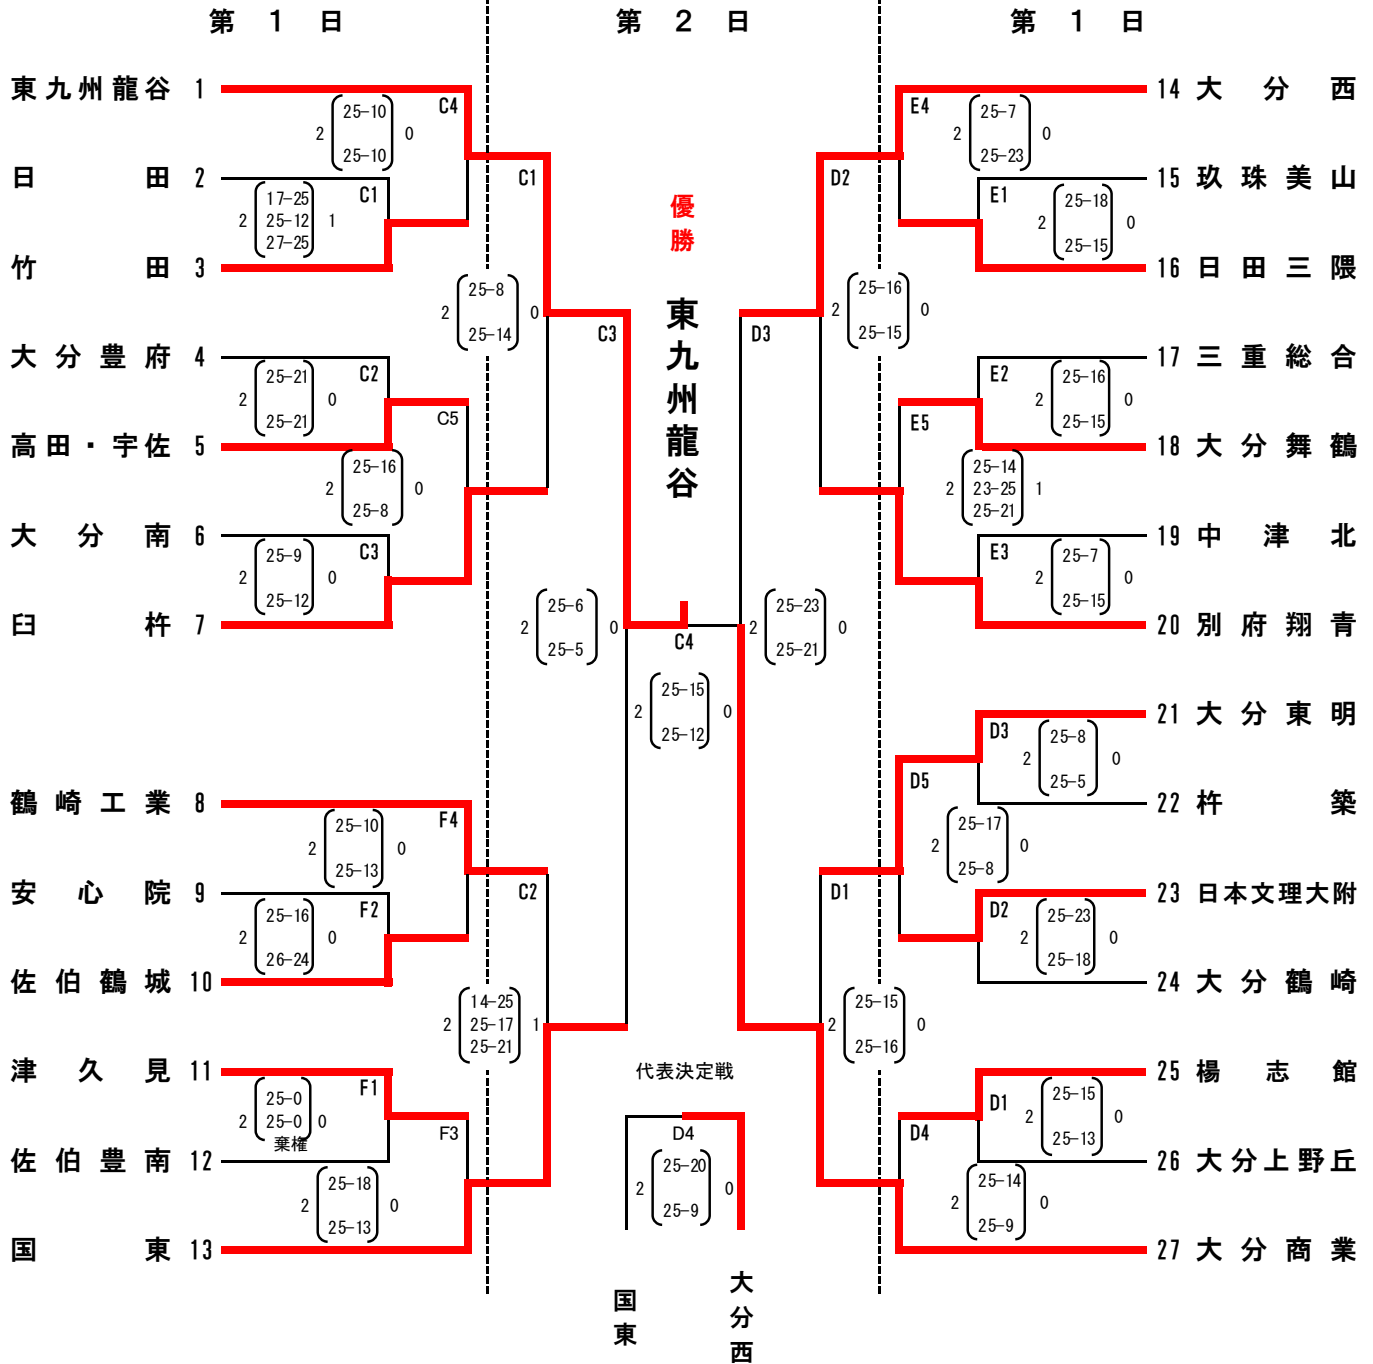 第 1 日
第 2 日
第 1 日
東九州龍谷 1
C4
25-10
2 0
25-10
日田 2
C1
17-25
2 25-12 1
27-25
竹田 3
C1
25-8
2 0
25-14
大分豊府 4
C2
25-21
2 0
25-21
高田・宇佐 5
C5
25-16
2 0
25-8
大分南 6
C3
25-9
2 0
25-12
臼杵 7
C3
25-6
2 0
25-5
鶴崎工業 8
F4
25-10
2 0
25-13
安心院 9
F2
25-16
2 0
26-24
佐伯鶴城 10
C2
14-25
2 25-17 1
25-21
津久見 11
F1
25-0
2 25-0 0
棄権
佐伯豊南 12
F3
25-18
2 0
25-13
国東 13
優勝
東九州龍谷
C4
25-15
2 0
25-12
代表決定戦
D4
25-20
2 0
25-9
国東
大分西
14 大分西
E4
25-7
2 0
25-23
15 玖珠美山
E1
25-18
2 0
25-15
16 日田三隈
D2
25-16
2 0
25-15
17 三重総合
E2
25-16
2 0
25-15
18 大分舞鶴
E5
25-14
2 23-25 1
25-21
19 中津北
E3
25-7
2 0
25-15
20 別府翔青
D3
25-23
2 0
25-21
21 大分東明
D3
25-8
2 0
25-5
22 杵築
D5
25-17
2 0
25-8
23 日本文理大附
D2
25-23
2 0
25-18
24 大分鶴崎
D1
25-15
2 0
25-16
25 楊志館
D1
25-15
2 0
25-13
26 大分上野丘
D4
25-14
2 0
25-9
27 大分商業